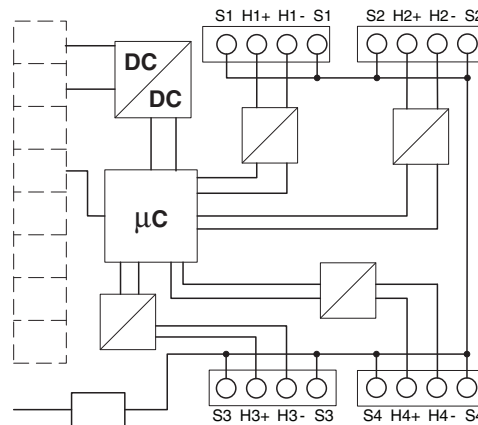 S1 H1+ H1- S1
S2 H2+ H2- S2
DC
DC
µC
S3 H3+ H3- S3
S4 H4+ H4- S4